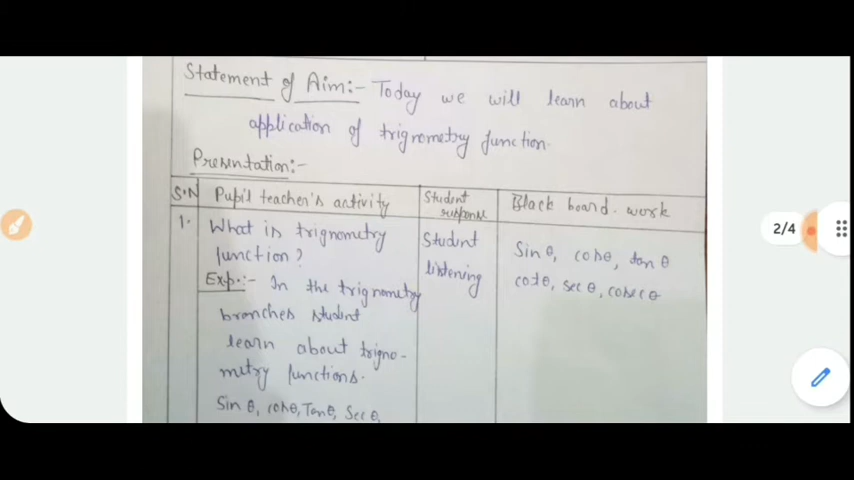 Statement of Aim:- Today we will learn about
application of trignometry function.
Presentation:-
S.N Pupil teacher's activity Student response Black board work
1. What is trignometry
function?
Student
listening
Sin θ, cosθ, tan θ
cotθ, sec θ, cosec θ
Exp:- In the trignometry
branches student
learn about trigno-
metry functions.
Sin θ, cosθ, Tanθ, Sec θ,
2/4